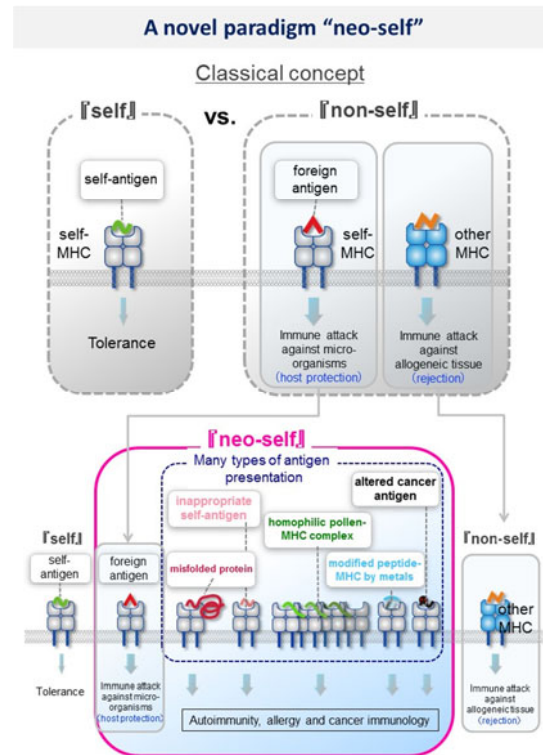 A novel paradigm “neo-self”
Classical concept
『self』
vs.
『non-self』
self-antigen
self-
MHC
Tolerance
foreign
antigen
self-
MHC
Immune attack
against micro-
organisms
(host protection)
other
MHC
Immune attack
against
allogeneic tissue
(rejection)
『neo-self』
Many types of antigen
presentation
『self』
self-
antigen
Tolerance
foreign
antigen
Immune attack
against micro-
organisms
(host protection)
misfolded protein
inappropriate
self-antigen
homophilic pollen-
MHC complex
modified peptide-
MHC by metals
altered cancer
antigen
Autoimmunity, allergy and cancer immunology
『non-self』
other
MHC
Immune attack
against
allogeneic tissue
(rejection)